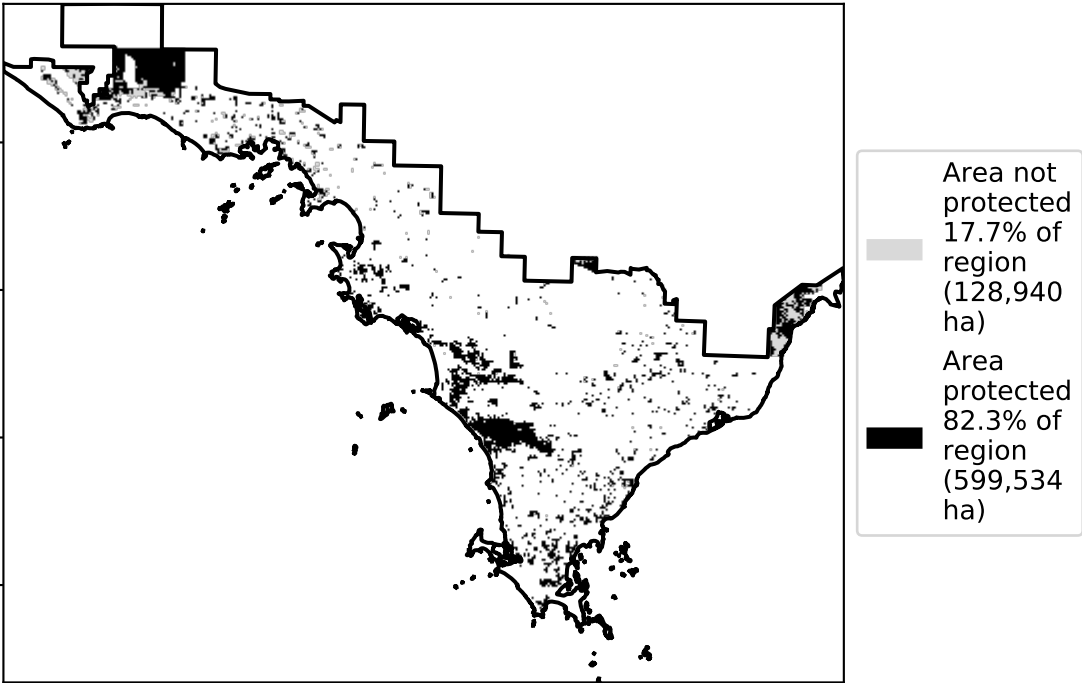 Area not
protected
17.7% of
region
(128,940
ha)
Area
protected
82.3% of
region
(599,534
ha)